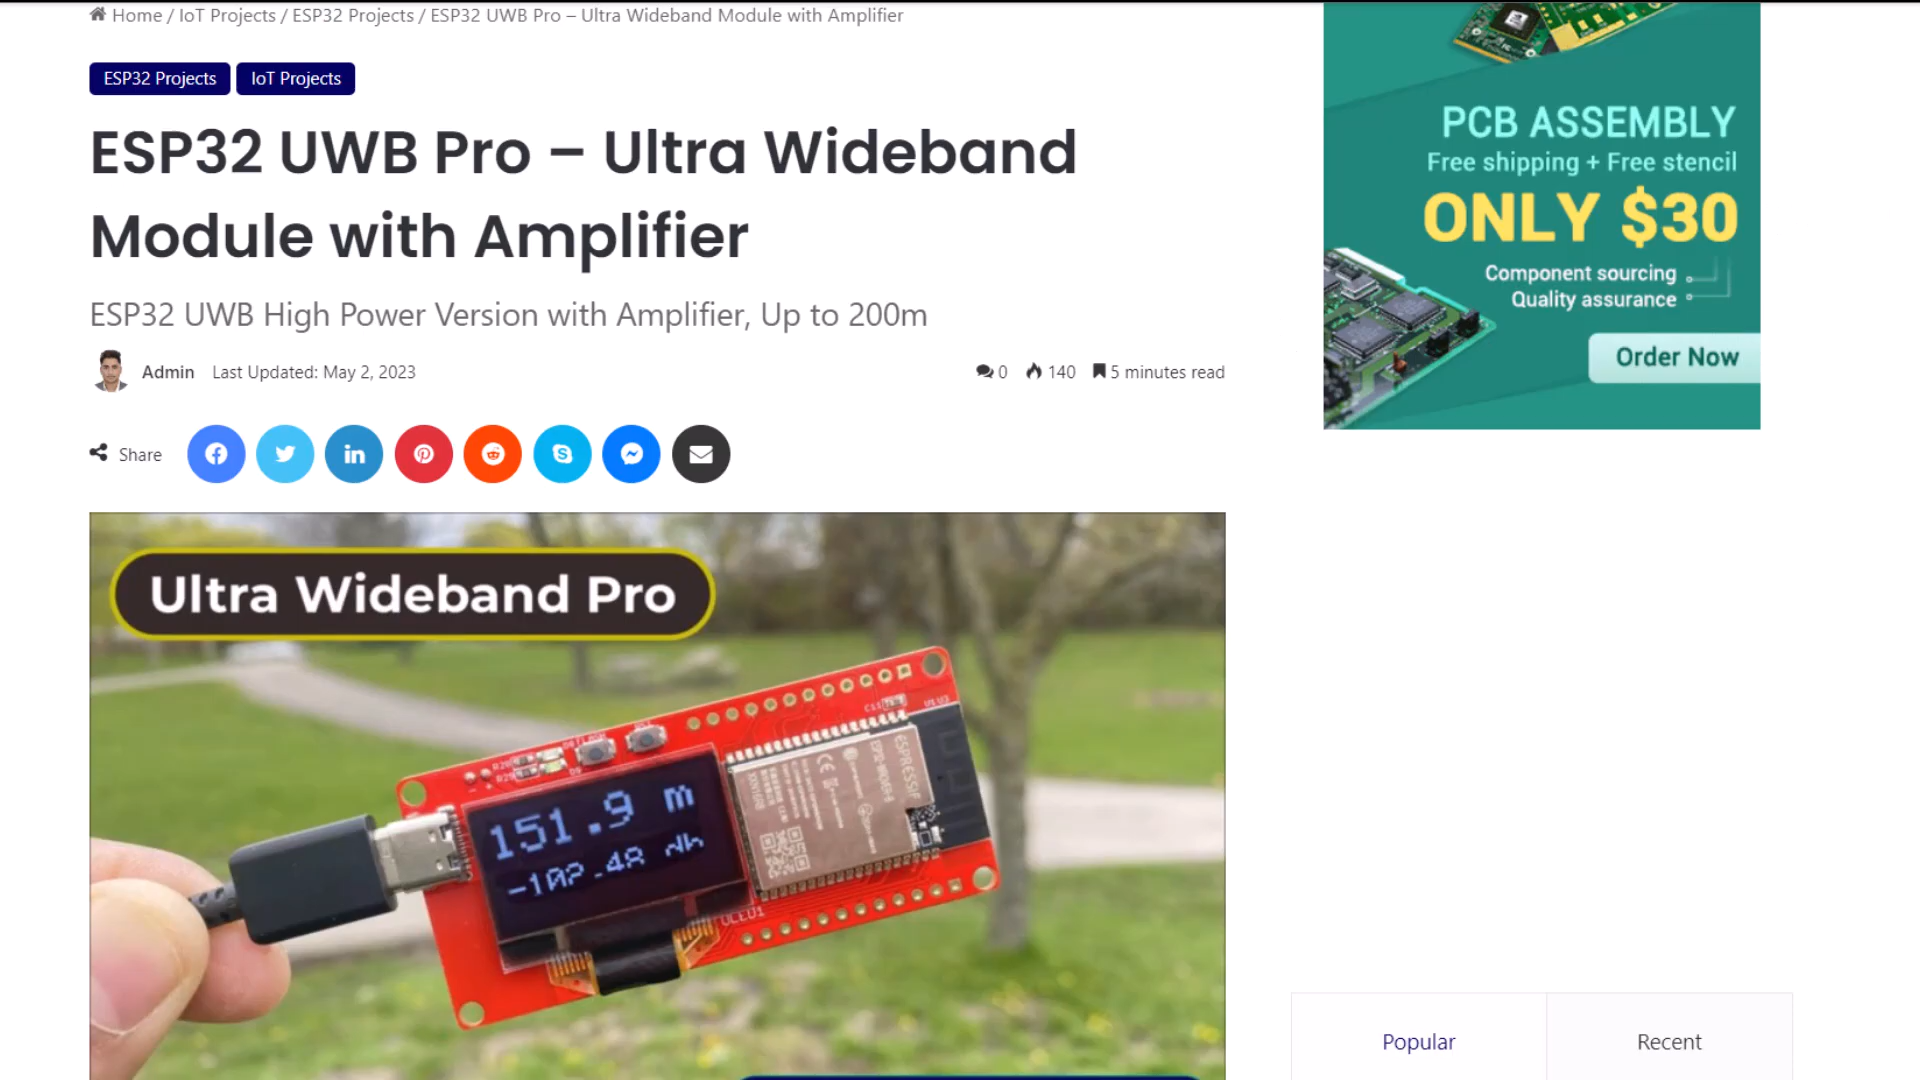 Home / IoT Projects / ESP32 Projects / ESP32 UWB Pro – Ultra Wideband Module with Amplifier
ESP32 Projects
IoT Projects
ESP32 UWB Pro – Ultra Wideband
Module with Amplifier
ESP32 UWB High Power Version with Amplifier, Up to 200m
Admin Last Updated: May 2, 2023
0 140 5 minutes read
Share
Ultra Wideband Pro
151.9 m
-102.48 db
ESPRESSIF
PCB ASSEMBLY
Free shipping + Free stencil
ONLY $30
Component sourcing
Quality assurance
Order Now
Popular
Recent